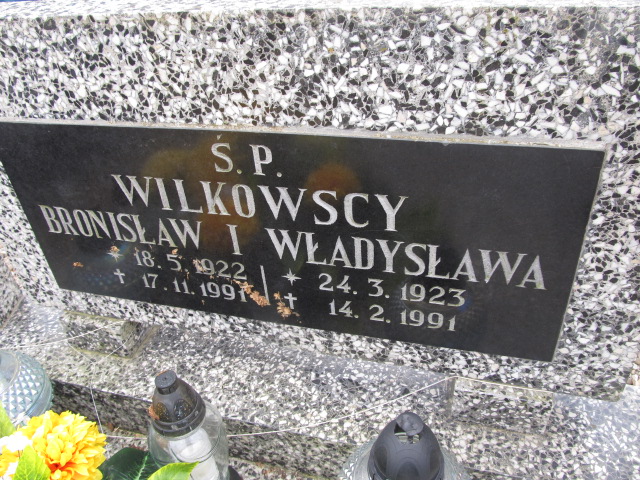 Ś. P.
WILKOWSCY
BRONISŁAW I WŁADYSŁAWA
* 18. 5. 1922 | * 24. 3. 1923
† 17. 11. 1991 | † 14. 2. 1991